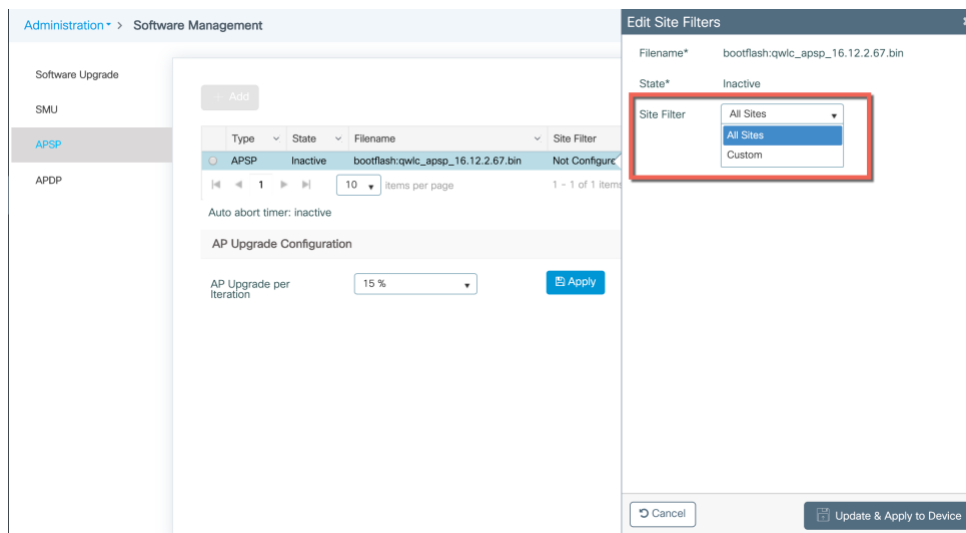 Administration > Software Management
Software Upgrade
SMU
APSP
APDP
+ Add
Type State Filename Site Filter
APSP Inactive bootflash:qwlc_apsp_16.12.2.67.bin Not Configure
1 10 items per page 1 - 1 of 1 items
Auto abort timer: inactive
AP Upgrade Configuration
AP Upgrade per
Iteration
15 %
Apply
Edit Site Filters
Filename* bootflash:qwlc_apsp_16.12.2.67.bin
State* Inactive
Site Filter All Sites
All Sites
Custom
Cancel
Update & Apply to Device